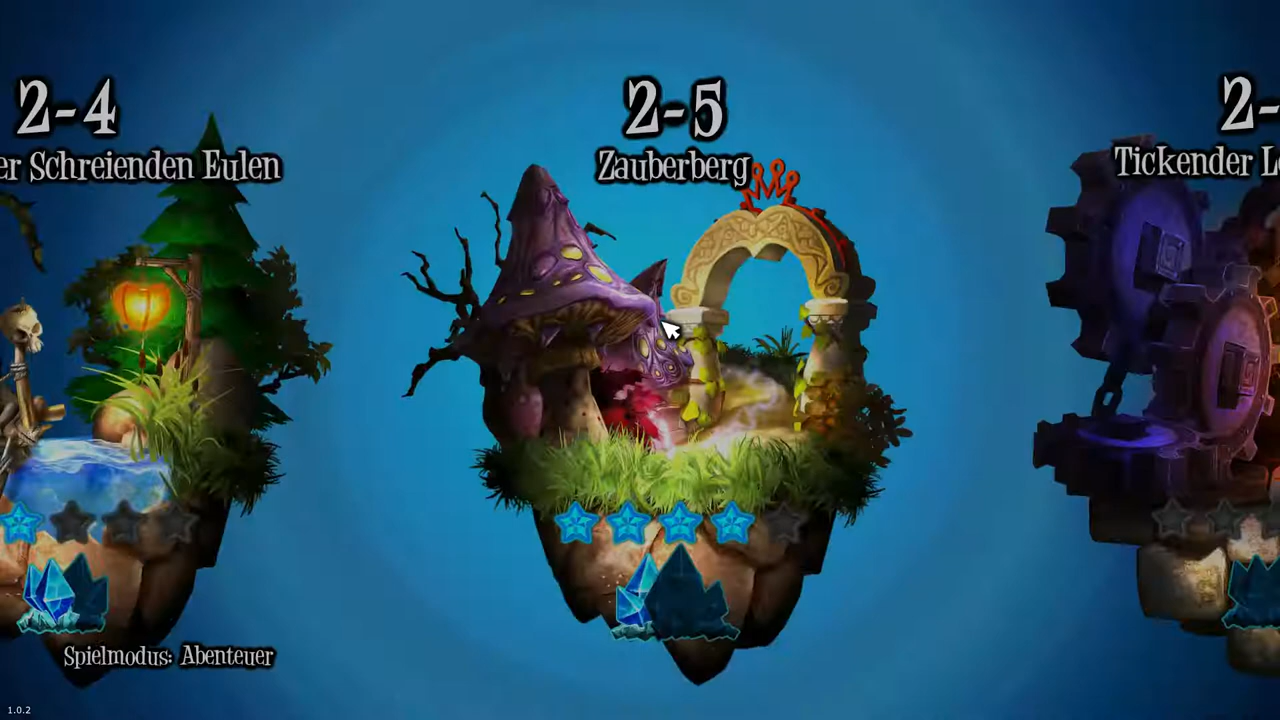 2-4
2-5
2-
er Schreienden Eulen
Zauberberg
Tickender
Spielmodus: Abenteuer
1.0.2